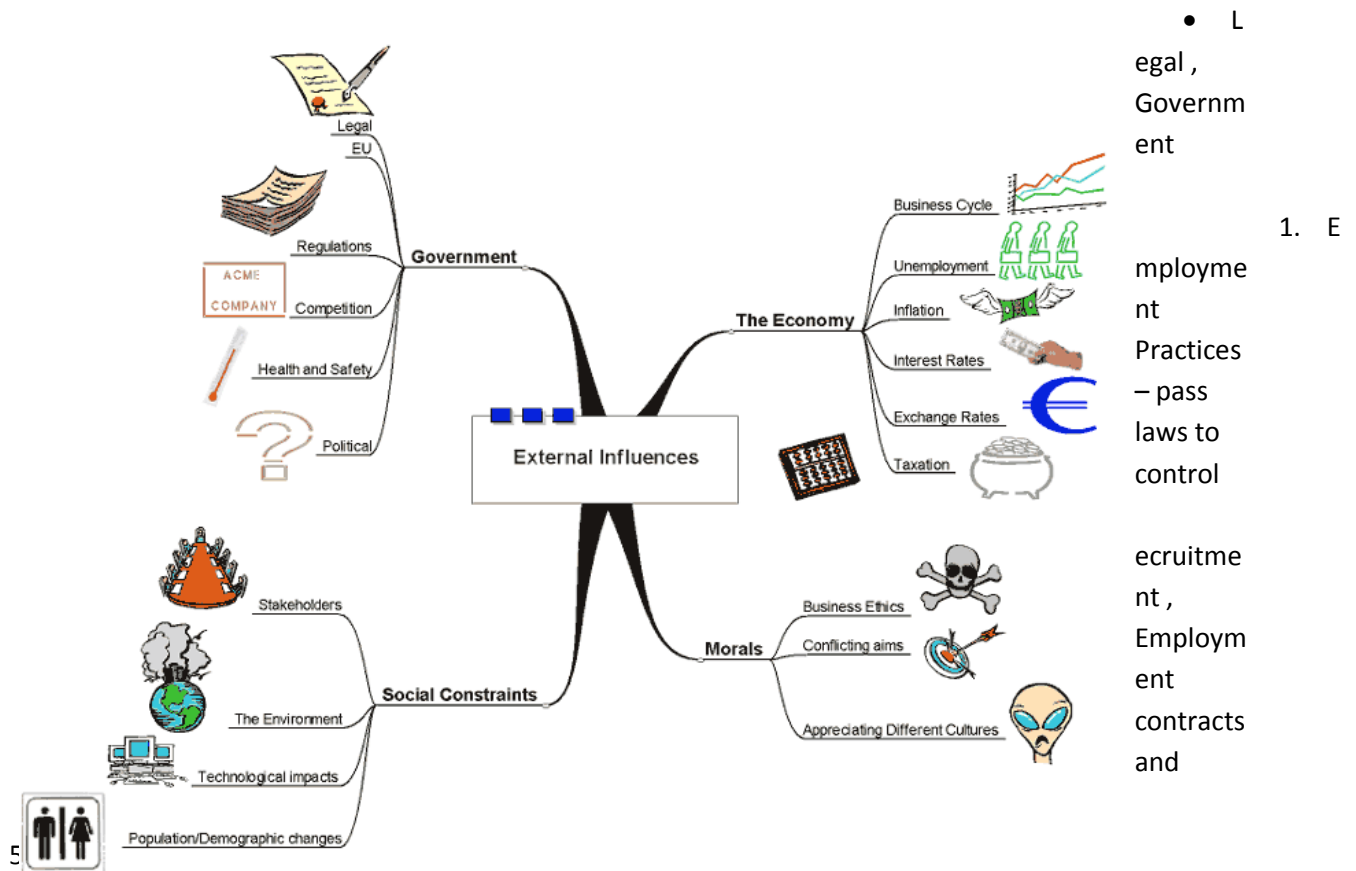 Legal
EU
Regulations
ACME
COMPANY
Competition
Health and Safety
Political
Government
Business Cycle
Unemployment
Inflation
Interest Rates
Exchange Rates
Taxation
The Economy
External Influences
Stakeholders
The Environment
Technological impacts
Population/Demographic changes
Social Constraints
Business Ethics
Conflicting aims
Appreciating Different Cultures
Morals
• L
egal ,
Governm
ent
1. E
mployme
nt
Practices
– pass
laws to
control
ecruitme
nt ,
Employm
ent
contracts
and